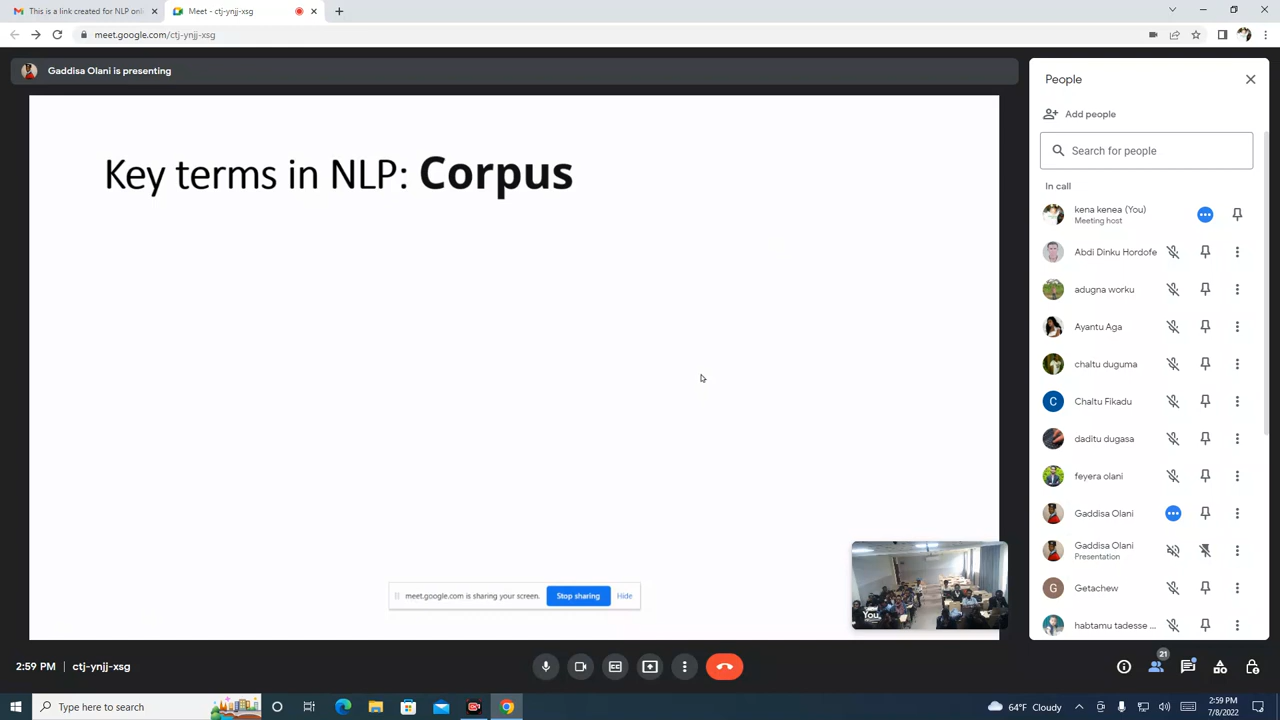 This is a link created for NLP onli
Meet - ctj-ynjj-xsg
meet.google.com/ctj-ynjj-xsg
Gaddisa Olani is presenting
Key terms in NLP: Corpus
meet.google.com is sharing your screen.
Stop sharing
Hide
You
People
Add people
Search for people
In call
kena kenea (You)
Meeting host
Abdi Dinku Hordofe
adugna worku
Ayantu Aga
chaltu duguma
C
Chaltu Fikadu
daditu dugasa
feyera olani
Gaddisa Olani
Gaddisa Olani
Presentation
G
Getachew
habtamu tadesse ...
2:59 PM | ctj-ynjj-xsg
21
Type here to search
64°F Cloudy
2:59 PM
7/8/2022